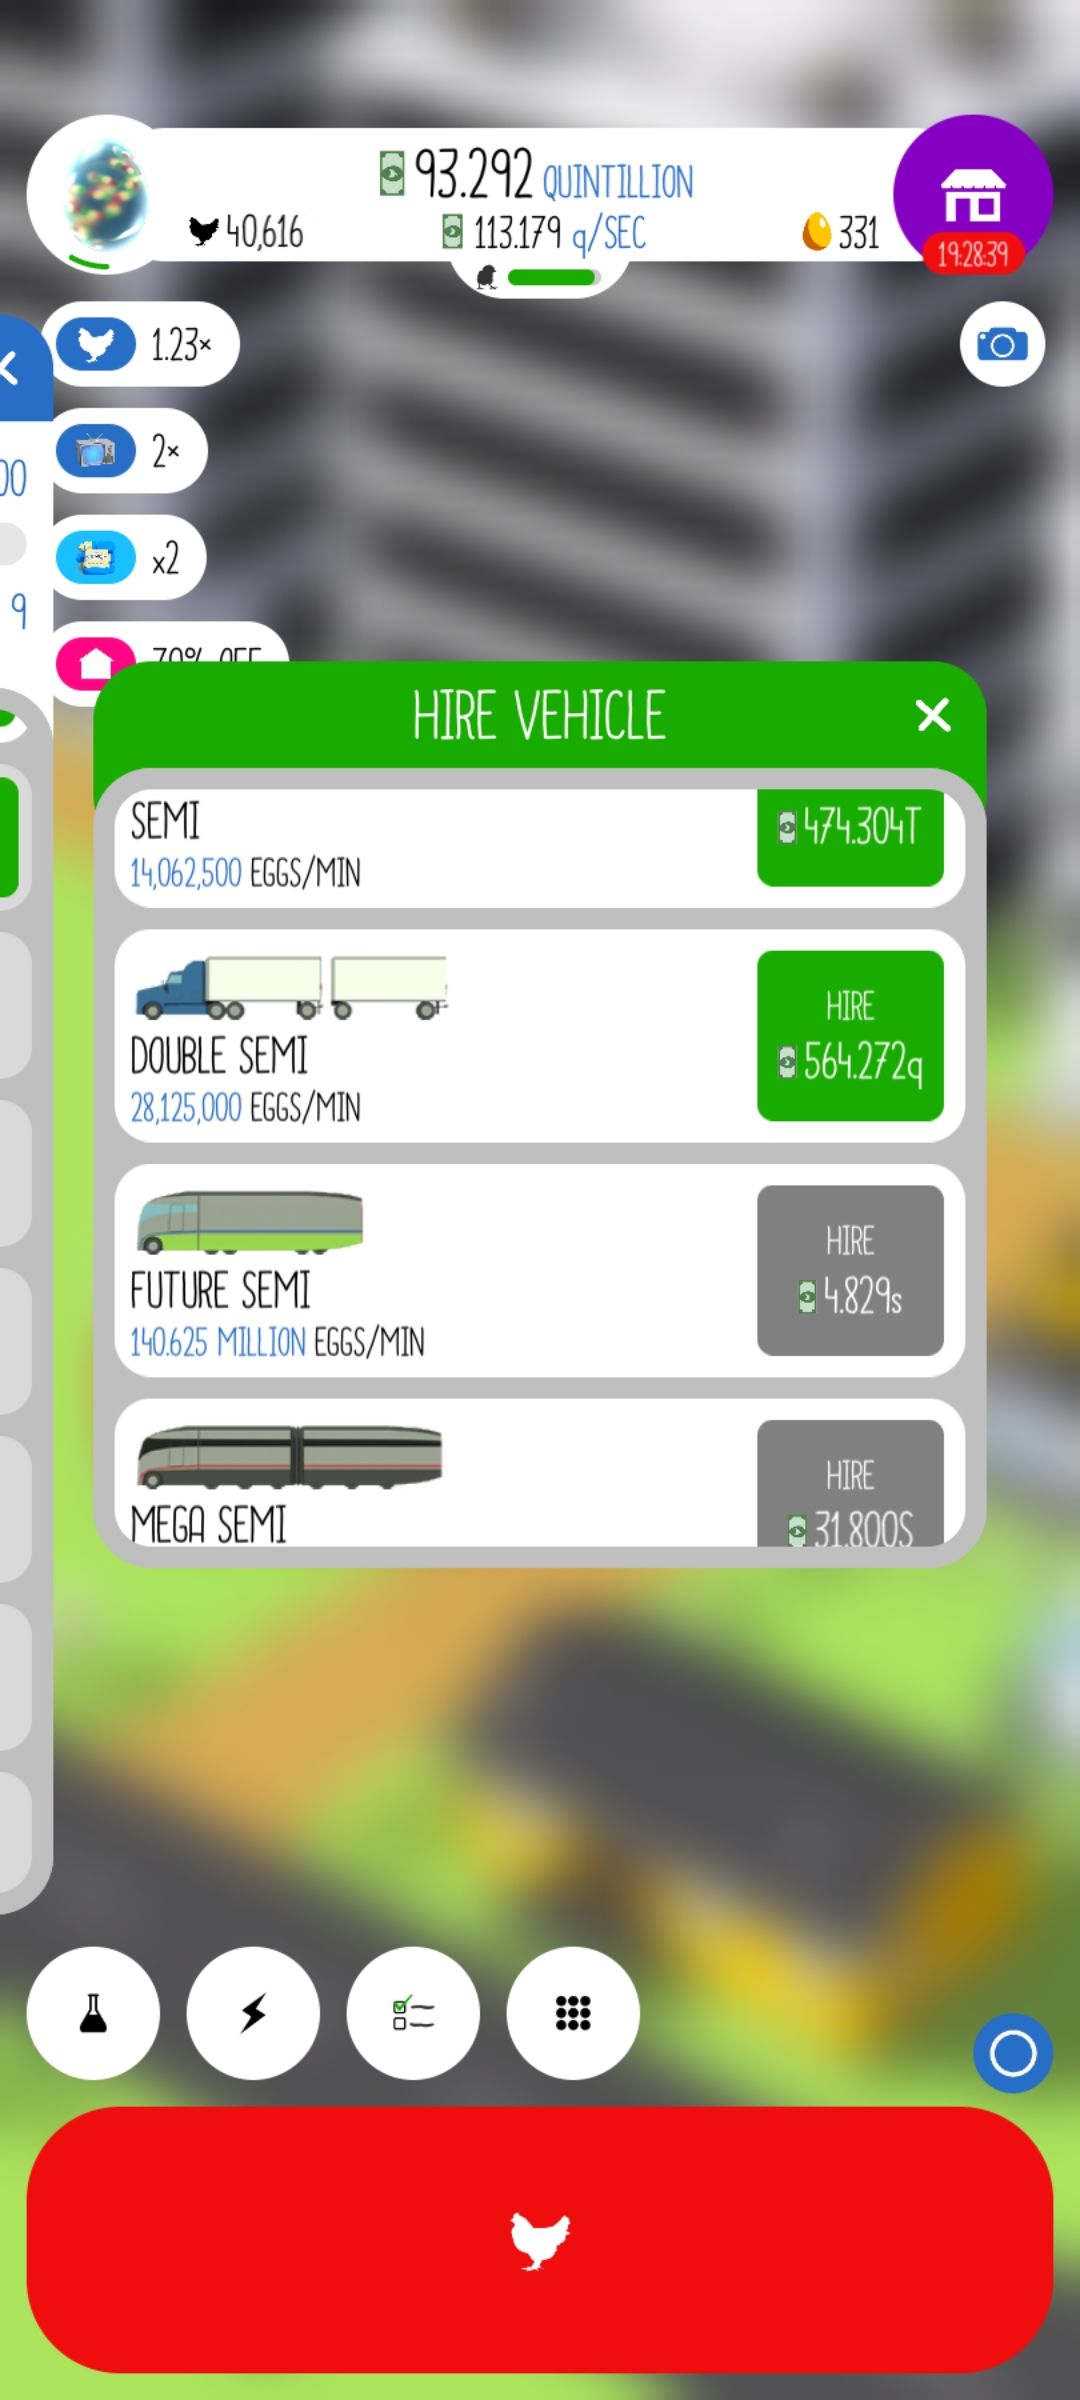 93.292 QUINTILLION
40,616
113.179 q/SEC
331
19:28:39
1.23×
2×
x2
70% OFF
00
9
HIRE VEHICLE
SEMI
14,062,500 EGGS/MIN
474.304T
DOUBLE SEMI
28,125,000 EGGS/MIN
HIRE
564.272q
FUTURE SEMI
140.625 MILLION EGGS/MIN
HIRE
4.829s
MEGA SEMI
HIRE
31.800S